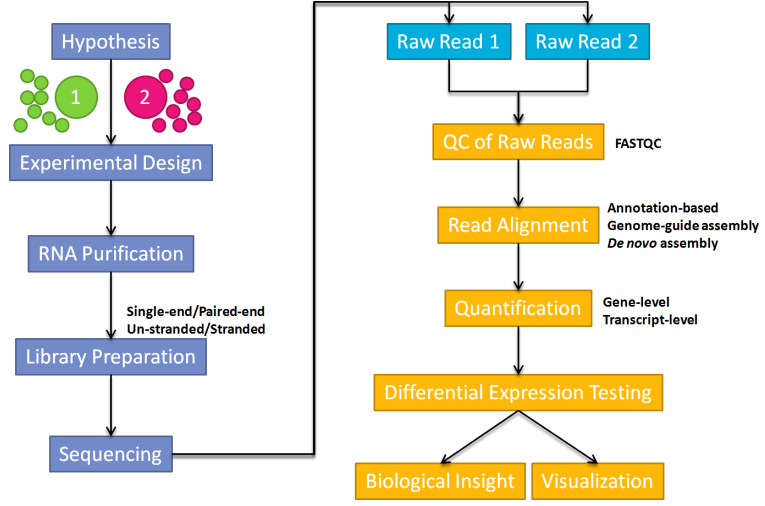 Hypothesis
1
2
Experimental Design
RNA Purification
Single-end/Paired-end
Un-stranded/Stranded
Library Preparation
Sequencing
Raw Read 1
Raw Read 2
QC of Raw Reads
FASTQC
Read Alignment
Annotation-based
Genome-guide assembly
De novo assembly
Quantification
Gene-level
Transcript-level
Differential Expression Testing
Biological Insight
Visualization